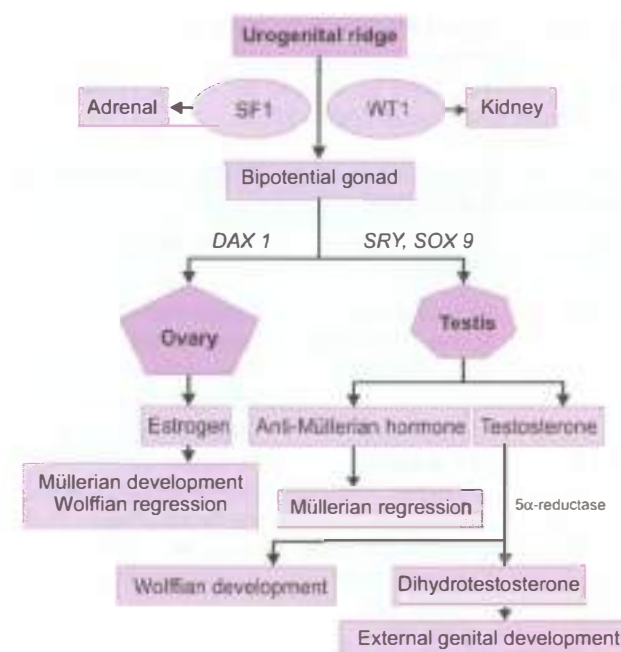 Urogenital ridge
Adrenal
SF1
WT1
Kidney
Bipotential gonad
DAX 1
SRY, SOX 9
Ovary
Testis
Estrogen
Anti-Müllerian hormone
Testosterone
Müllerian development
Wolffian regression
Müllerian regression
5α-reductase
Wolffian development
Dihydrotestosterone
External genital development